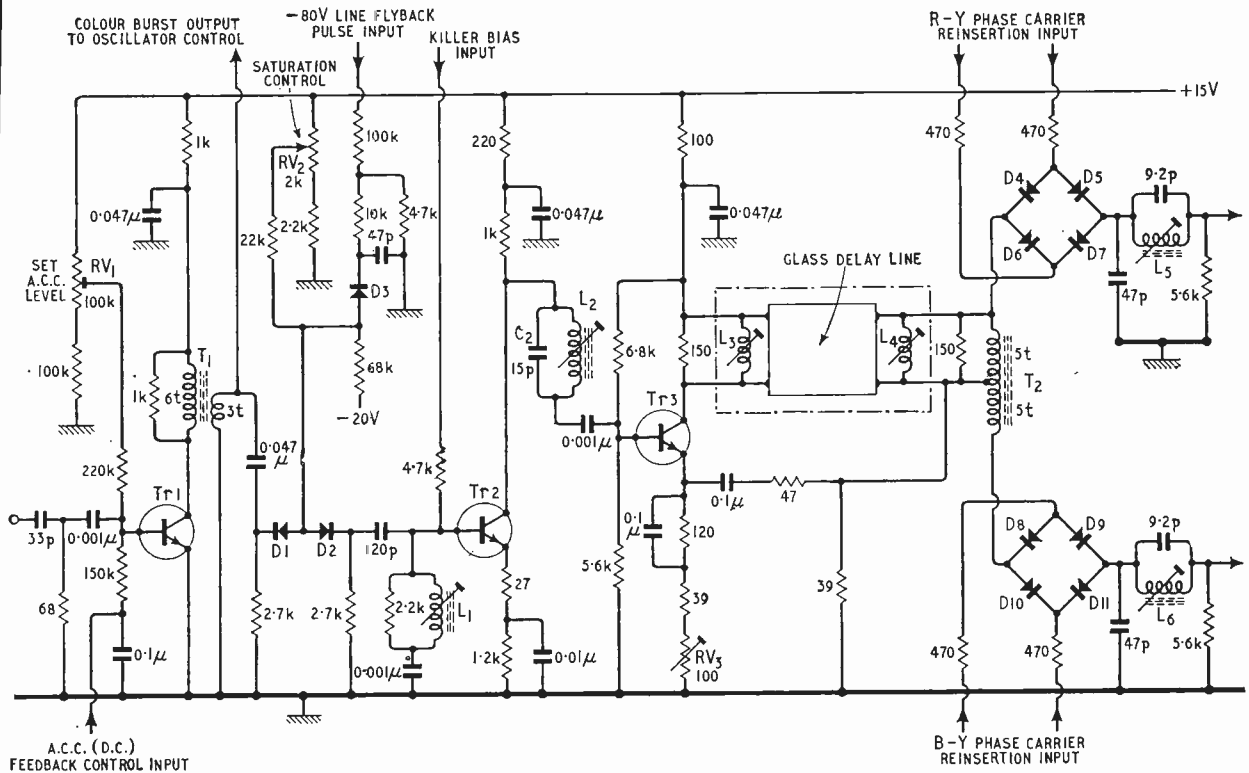 COLOUR BURST OUTPUT
TO OSCILLATOR CONTROL
-80V LINE FLYBACK
PULSE INPUT
KILLER BIAS
INPUT
R-Y PHASE CARRIER
REINSERTION INPUT
SATURATION
CONTROL
+15V
1k
RV2
2k
100k
220
100
470
470
0.047μ
22k
2.2k
10k
4.7k
47p
D3
1k
0.047μ
0.047μ
D4
D5
D6
D7
9.2p
L5
47p
5.6k
SET
A.C.C.
LEVEL
RV1
100k
100k
GLASS DELAY LINE
C2
15p
L2
6.8k
150
L3
L4
150
5t
T2
5t
T1
1k
6t
3t
68k
-20V
0.001μ
Tr3
0.047
μ
4.7k
220k
Tr1
Tr2
0.1μ
47
33p
0.001μ
D1
D2
120p
0.1
μ
120
D8
D9
D10
D11
9.2p
L6
47p
5.6k
150k
68
2.7k
2.7k
2.2k
L1
27
5.6k
39
39
470
470
0.1μ
0.001μ
1.2k
0.01μ
RV3
100
A.C.C. (D.C.)
FEEDBACK CONTROL INPUT
B-Y PHASE CARRIER
REINSERTION INPUT